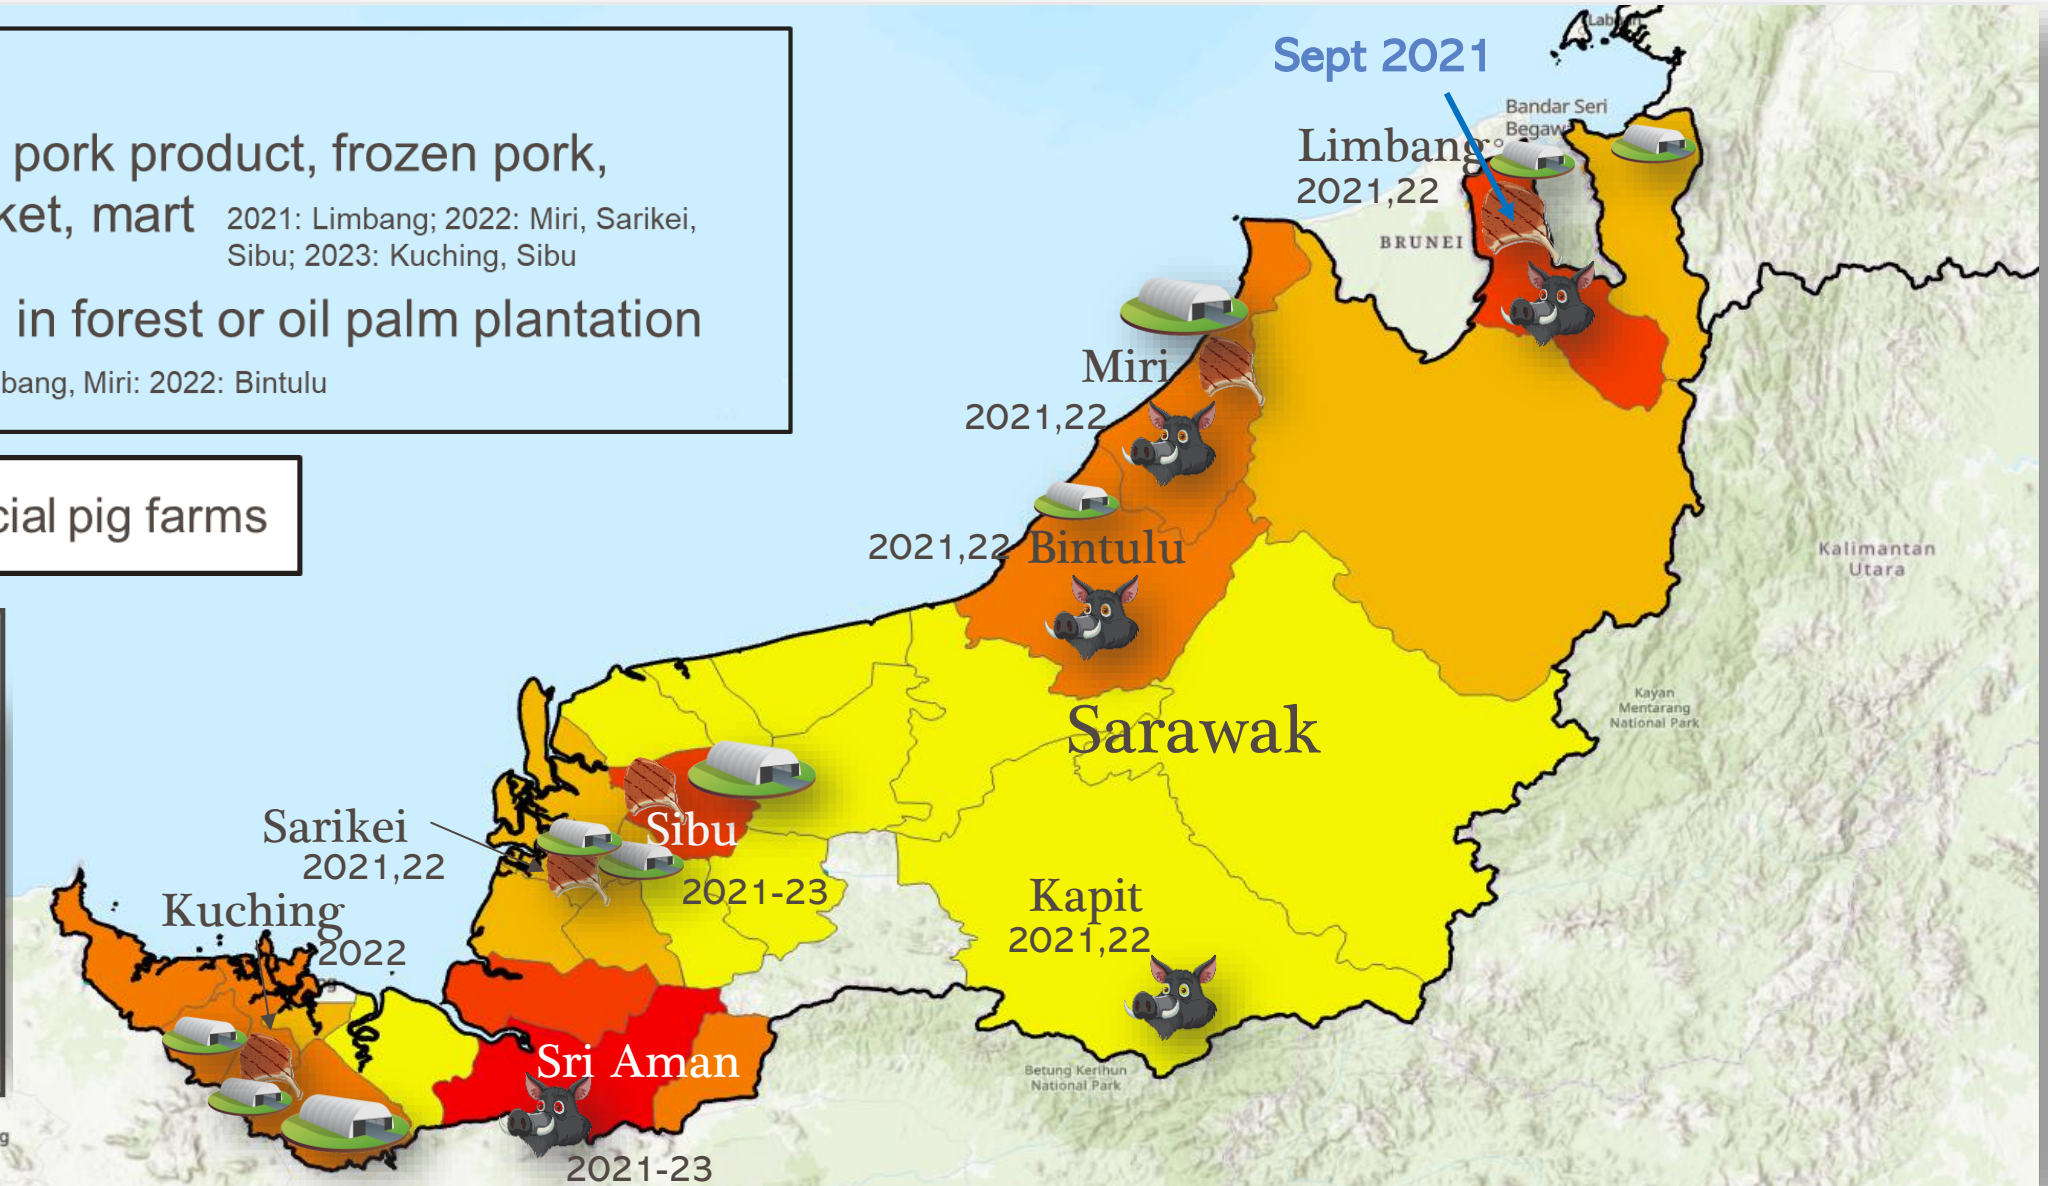 pork product, frozen pork,
ket, mart 2021: Limbang; 2022: Miri, Sarikei,
Sibu; 2023: Kuching, Sibu
in forest or oil palm plantation
bang, Miri: 2022: Bintulu
cial pig farms
Sept 2021
Bandar Seri
Begaw
Limbang
2021,22
BRUNEI
Miri
2021,22
2021,22 Bintulu
Kalimantan
Utara
Kayan
Mentarang
National Park
Sarawak
Sarikei
2021,22
Sibu
2021-23
Kuching
2022
Kapit
2021,22
Sri Aman
2021-23
Betung Kerihun
National Park